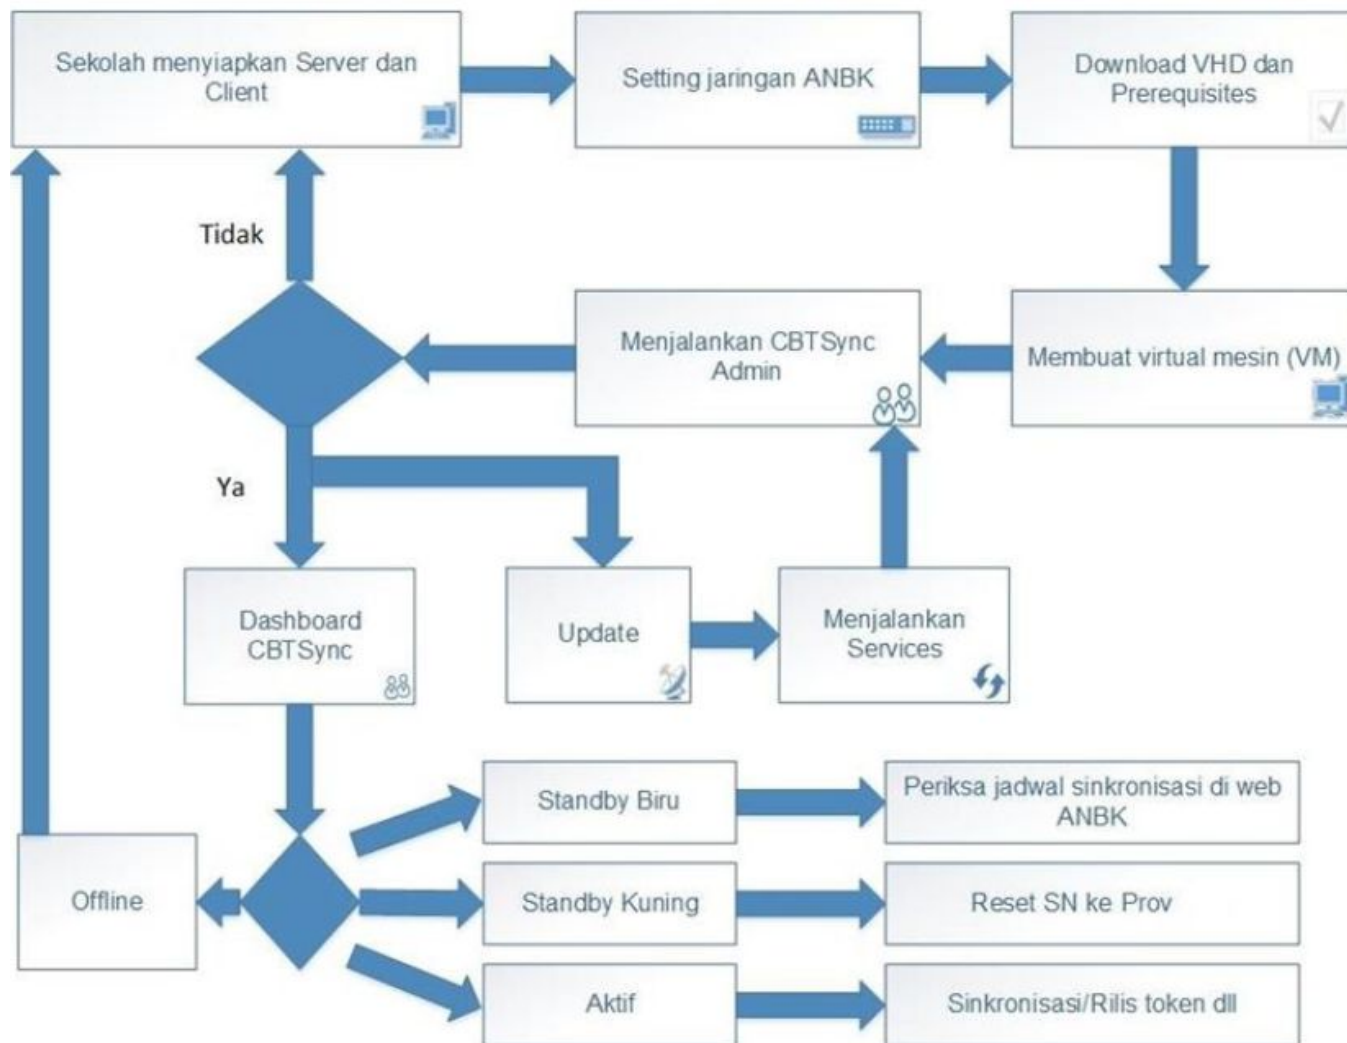 Sekolah menyiapkan Server dan
Client
Setting jaringan ANBK
Download VHD dan
Prerequisites
Tidak
Menjalankan CBTSync
Admin
Membuat virtual mesin (VM)
Ya
Dashboard
CBTSync
Update
Menjalankan
Services
Standby Biru
Periksa jadwal sinkronisasi di web
ANBK
Offline
Standby Kuning
Reset SN ke Prov
Aktif
Sinkronisasi/Rilis token dll